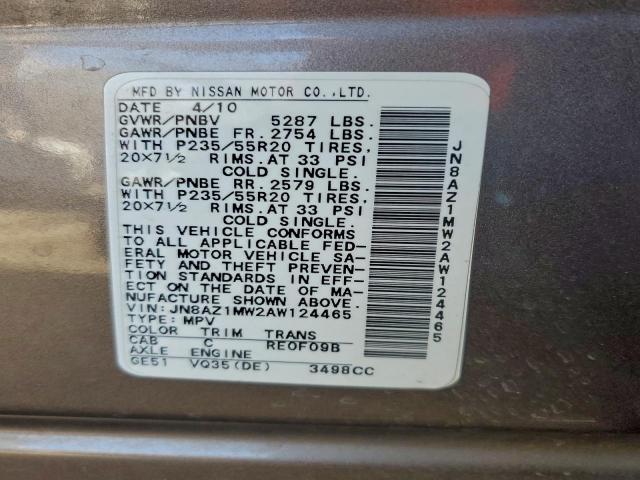 MFD BY NISSAN MOTOR CO.,LTD.
DATE 4/10
GVWR/PNBV 5287 LBS.
GAWR/PNBE FR. 2754 LBS.
WITH P235/55R20 TIRES,
20X7½ RIMS.AT 33 PSI
COLD SINGLE.
GAWR/PNBE RR. 2579 LBS.
WITH P235/55R20 TIRES,
20X7½ RIMS.AT 33 PSI
COLD SINGLE.
THIS VEHICLE CONFORMS
TO ALL APPLICABLE FED-
ERAL MOTOR VEHICLE SA-
FETY AND THEFT PREVEN-
TION STANDARDS IN EFF-
ECT ON THE DATE OF MA-
NUFACTURE SHOWN ABOVE.
VIN:JN8AZ1MW2AW124465
TYPE:MPV
COLOR TRIM TRANS
CAB C RE0F09B
AXLE ENGINE
GE51 VQ35(DE) 3498CC
JN8AZ1MW2AW124465